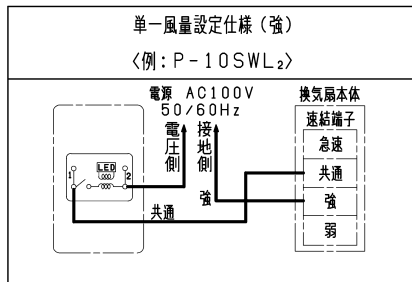 単一風量設定仕様（強）
〈例：P-10SWL₂〉
電源 AC100V
50/60Hz
電圧側
接地側
換気扇本体
速結端子
急速
共通
強
弱
LED
1
2
共通
強